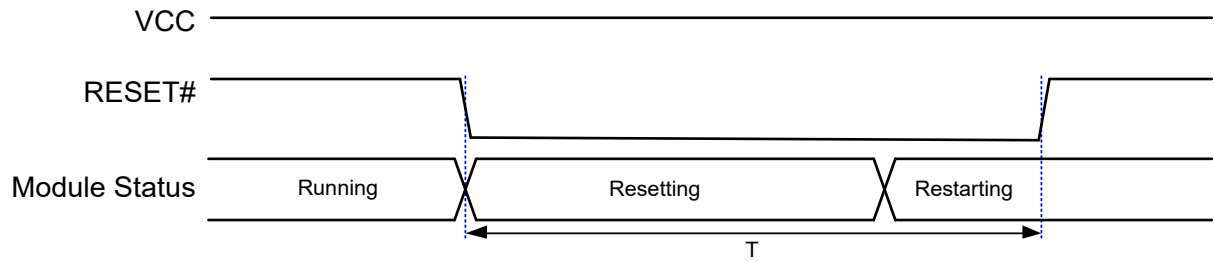 VCC
RESET#
Module Status
Running
Resetting
Restarting
T